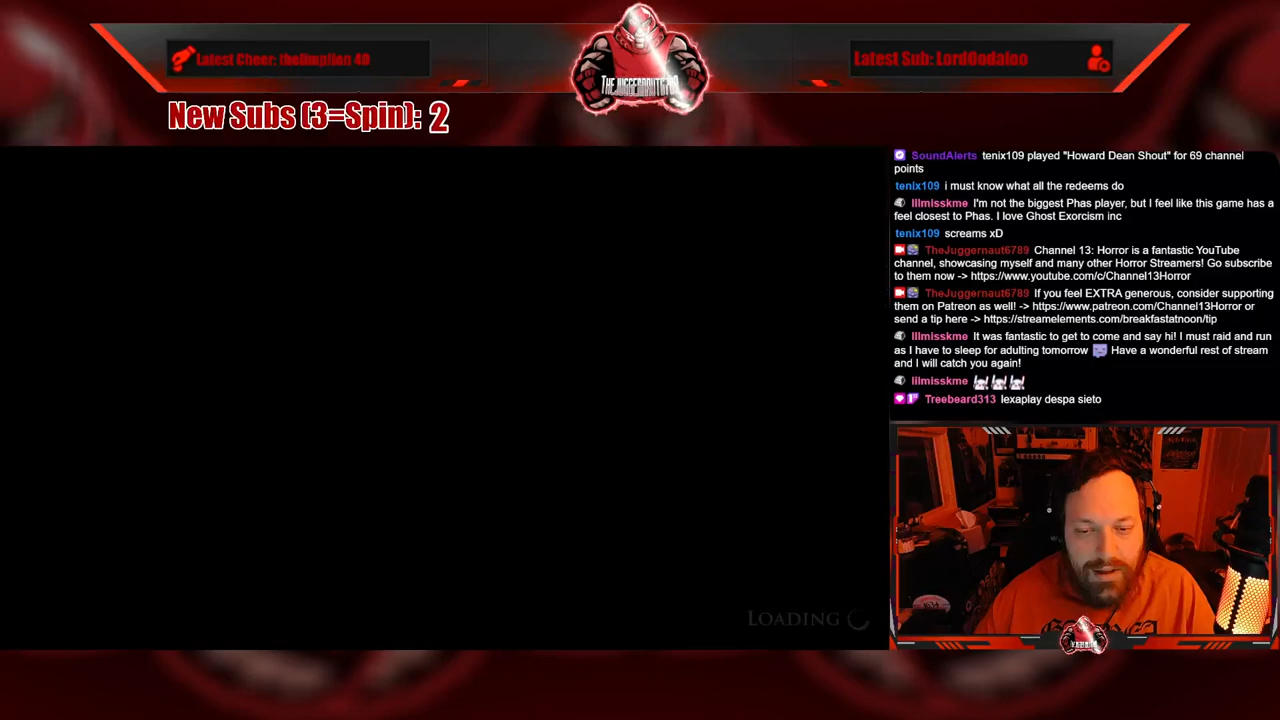 Latest Cheer: theimplien 40
Latest Sub: LordOodaloo
THEJUGGERNAUT6789
New Subs (3=Spin): 2
SoundAlerts tenix109 played "Howard Dean Shout" for 69 channel
points
tenix109 i must know what all the redeems do
lilmisskme I'm not the biggest Phas player, but I feel like this game has a
feel closest to Phas. I love Ghost Exorcism inc
tenix109 screams xD
TheJuggernaut6789 Channel 13: Horror is a fantastic YouTube
channel, showcasing myself and many other Horror Streamers! Go subscribe
to them now -> https://www.youtube.com/c/Channel13Horror
TheJuggernaut6789 If you feel EXTRA generous, consider supporting
them on Patreon as well! -> https://www.patreon.com/Channel13Horror or
send a tip here -> https://streamelements.com/breakfastatnoon/tip
lilmisskme It was fantastic to get to come and say hi! I must raid and run
as I have to sleep for adulting tomorrow Have a wonderful rest of stream
and I will catch you again!
lilmisskme
Treebeard313 lexaplay despa sieto
LOADING